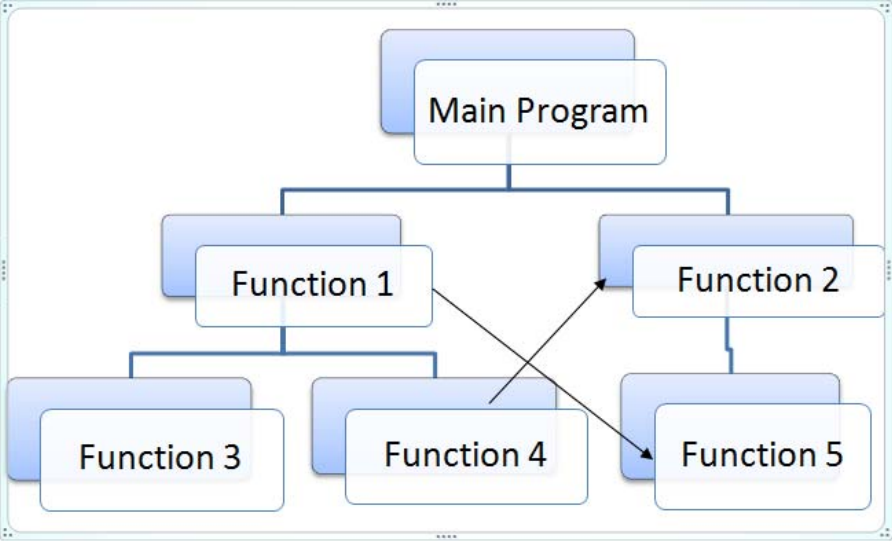 Main Program
Function 1
Function 2
Function 3
Function 4
Function 5